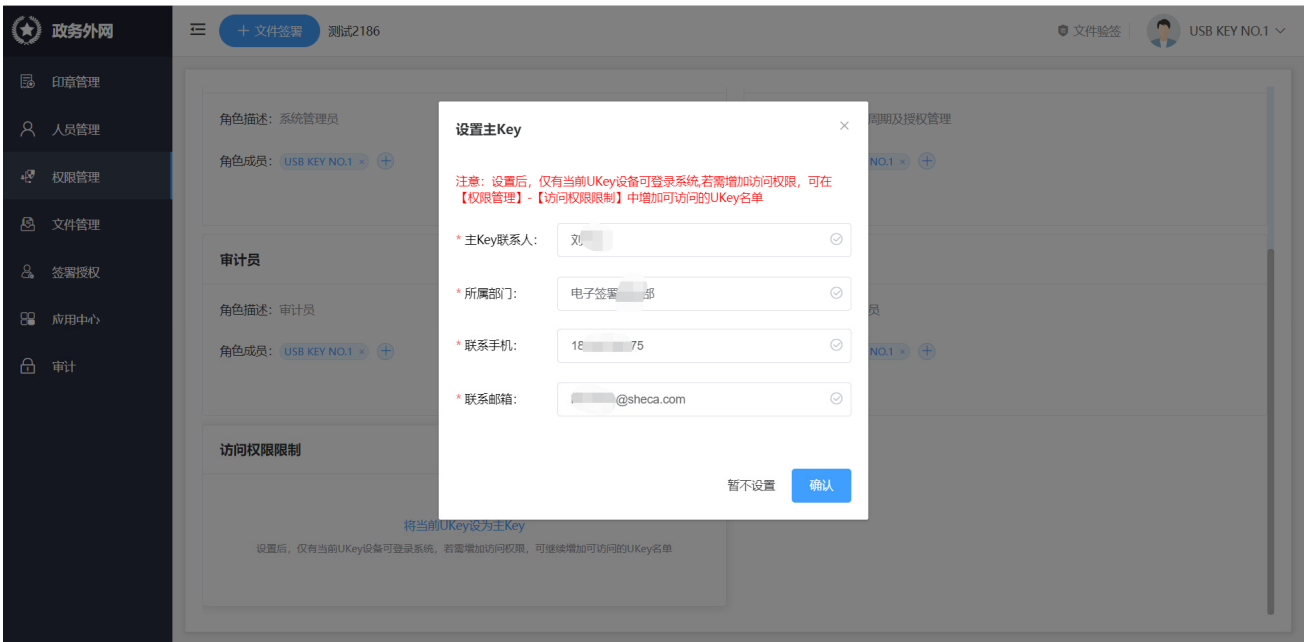 政务外网
+ 文件签署
测试2186
文件验签
USB KEY NO.1
印章管理
人员管理
权限管理
文件管理
签署授权
应用中心
审计
角色描述：系统管理员
周期及授权管理
角色成员：
USB KEY NO.1 ×
NO.1 ×
设置主Key
注意：设置后，仅有当前UKey设备可登录系统,若需增加访问权限，可在
【权限管理】-【访问权限限制】中增加可访问的UKey名单
* 主Key联系人：
刘
* 所属部门：
电子签署 部
* 联系手机：
18 75
* 联系邮箱：
@sheca.com
暂不设置
确认
审计员
角色描述：审计员
员
角色成员：
USB KEY NO.1 ×
NO.1 ×
访问权限限制
将当前UKey设为主Key
设置后，仅有当前UKey设备可登录系统，若需增加访问权限，可继续增加可访问的UKey名单